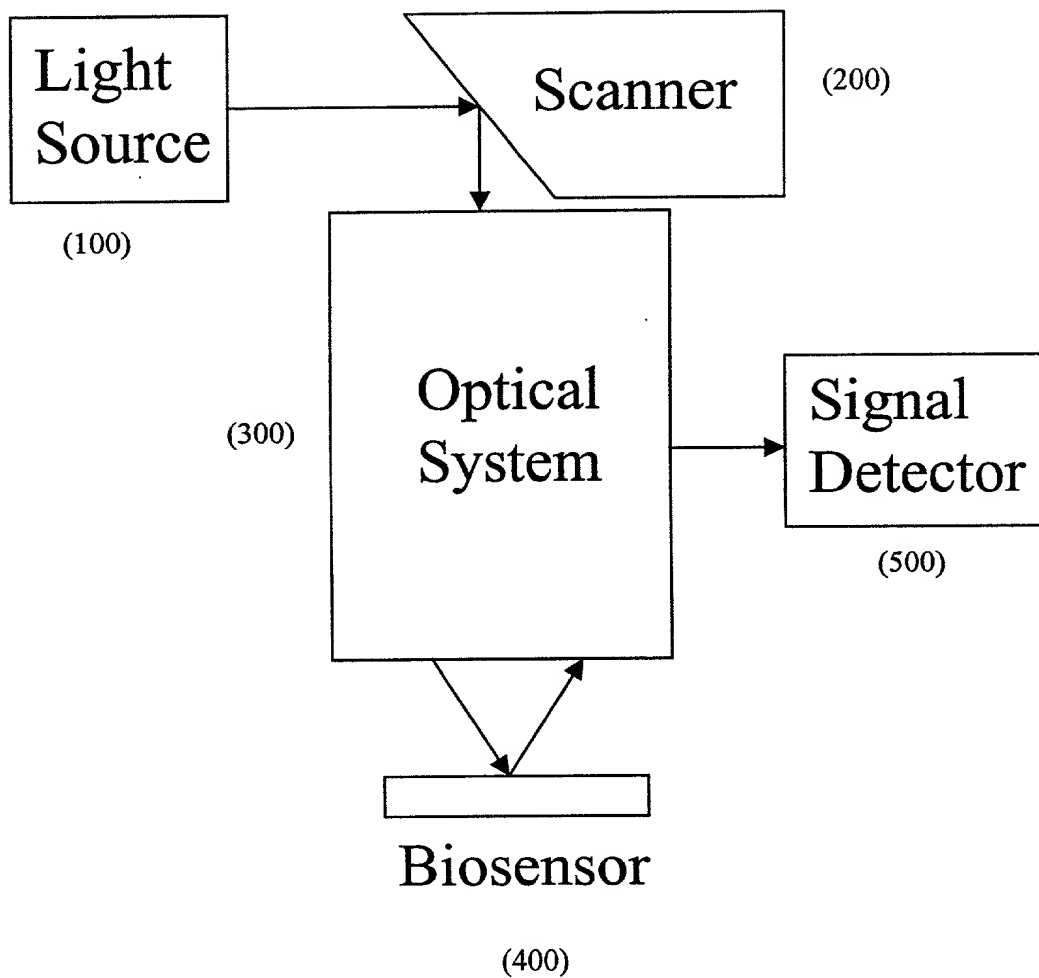 Light
Source
(100)
Scanner
(200)
Optical
System
(300)
Signal
Detector
(500)
Biosensor
(400)